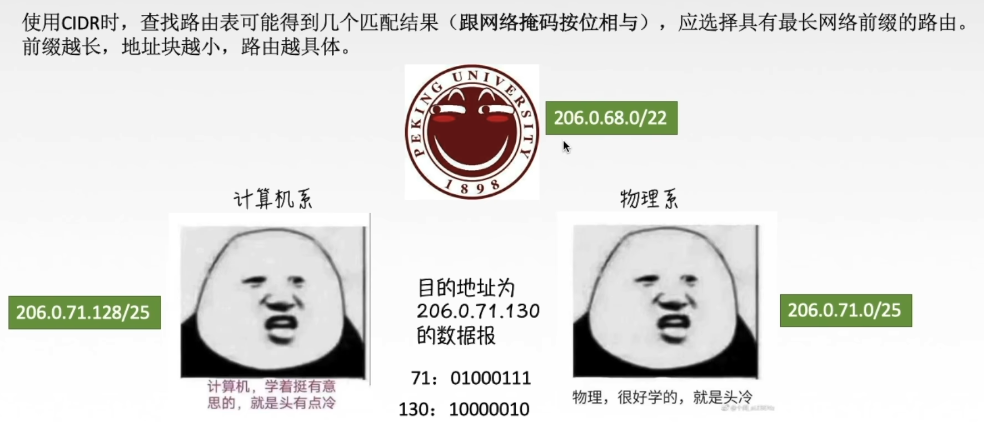 使用CIDR时，查找路由表可能得到几个匹配结果（跟网络掩码按位相与），应选择具有最长网络前缀的路由。
前缀越长，地址块越小，路由越具体。
PEKING UNIVERSITY
1898
206.0.68.0/22
计算机系
物理系
206.0.71.128/25
目的地址为
206.0.71.130
的数据报
206.0.71.0/25
71：01000111
130：10000010
计算机，学着挺有意
思的，就是头有点冷
物理，很好学的，就是头冷